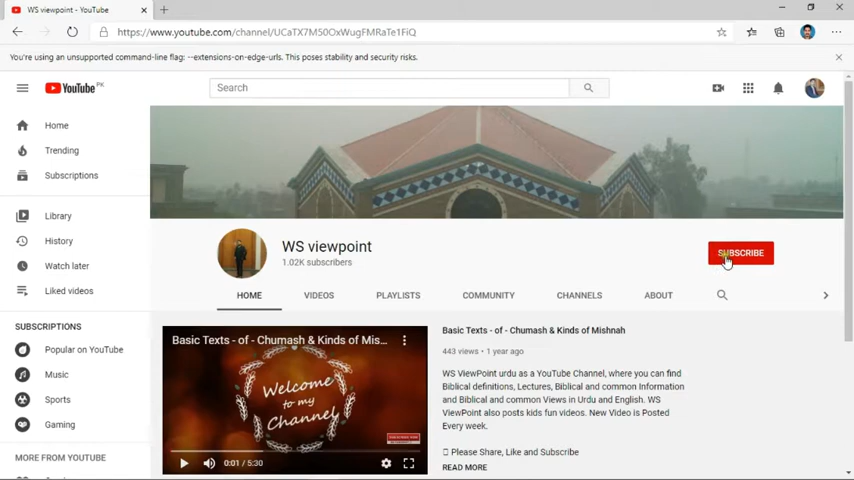 WS viewpoint - YouTube
https://www.youtube.com/channel/UCaTX7M50OxWugFMRaTe1FiQ
You're using an unsupported command-line flag: --extensions-on-edge-urls. This poses stability and security risks.
YouTube PK
Search
Home
Trending
Subscriptions
Library
History
Watch later
Liked videos
SUBSCRIPTIONS
Popular on YouTube
Music
Sports
Gaming
MORE FROM YOUTUBE
WS viewpoint
1.02K subscribers
SUBSCRIBE
HOME VIDEOS PLAYLISTS COMMUNITY CHANNELS ABOUT
Basic Texts - of - Chumash & Kinds of Mis...
Welcome
to my
Channel
0:01 / 5:30
Basic Texts - of - Chumash & Kinds of Mishnah
443 views • 1 year ago
WS ViewPoint urdu as a YouTube Channel, where you can find
Biblical definitions, Lectures, Biblical and common Information
and Biblical and common Views in Urdu and English. WS
ViewPoint also posts kids fun videos. New Video is Posted
Every week.
Please Share, Like and Subscribe
READ MORE